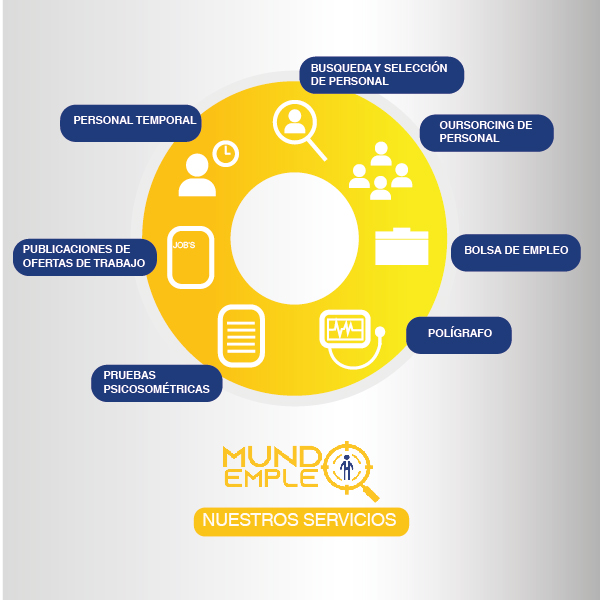 BUSQUEDA Y SELECCIÓN
DE PERSONAL
PERSONAL TEMPORAL
OURSORCING DE
PERSONAL
JOB'S
PUBLICACIONES DE
OFERTAS DE TRABAJO
BOLSA DE EMPLEO
POLÍGRAFO
PRUEBAS
PSICOSOMÉTRICAS
MUNDO
EMPLEO
NUESTROS SERVICIOS